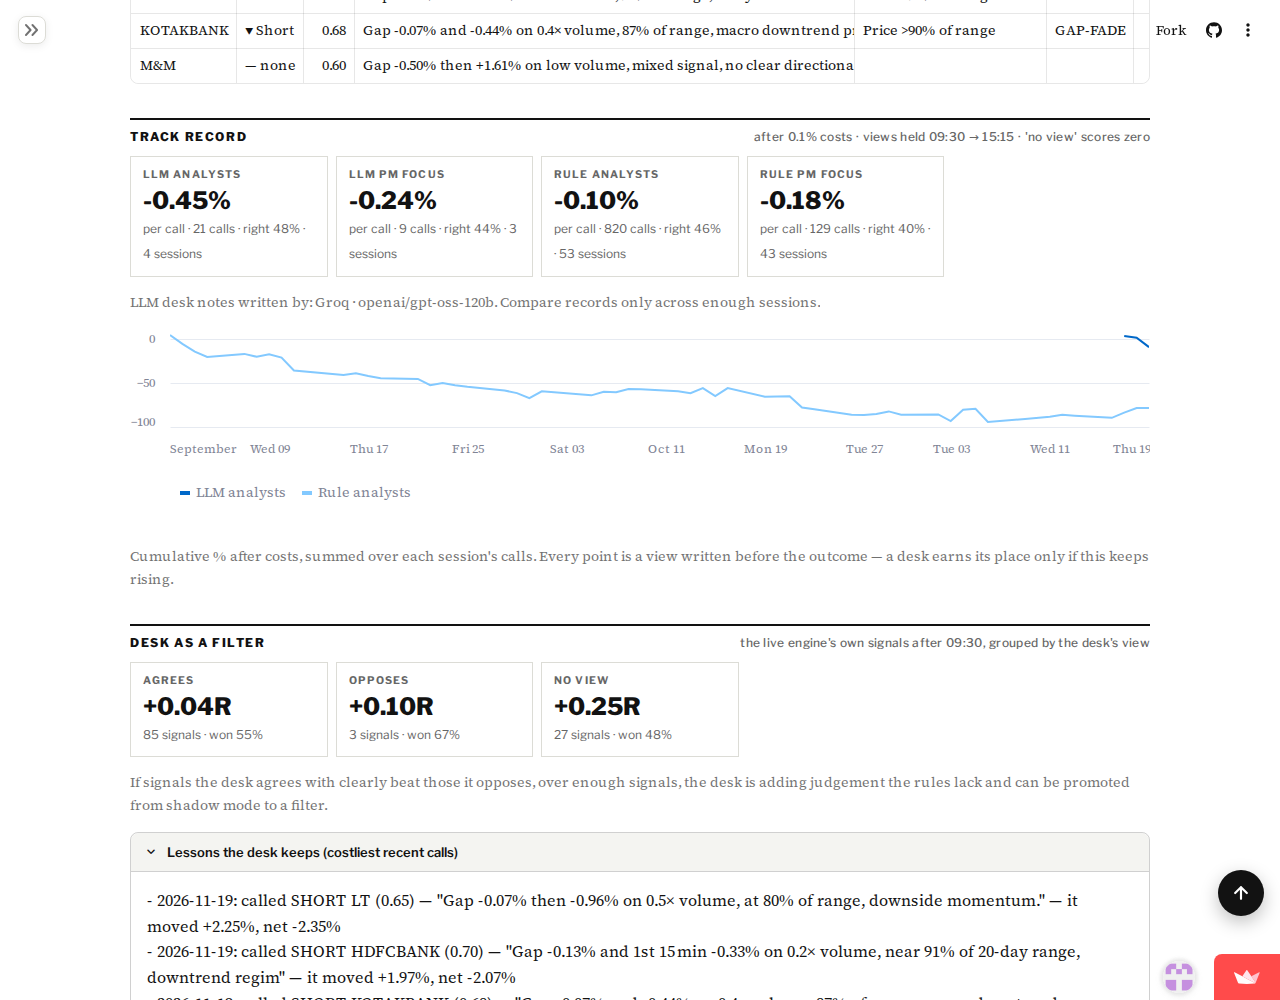 KOTAKBANK ▾ Short 0.68 Gap -0.07% and -0.44% on 0.4× volume, 87% of range, macro downtrend Price >90% of range GAP-FADE
Fork
M&M — none 0.60 Gap -0.50% then +1.61% on low volume, mixed signal, no clear directiona
TRACK RECORD
after 0.1% costs · views held 09:30 → 15:15 · 'no view' scores zero
LLM ANALYSTS
-0.45%
per call · 21 calls · right 48% ·
4 sessions
LLM PM FOCUS
-0.24%
per call · 9 calls · right 44% · 3
sessions
RULE ANALYSTS
-0.10%
per call · 820 calls · right 46%
· 53 sessions
RULE PM FOCUS
-0.18%
per call · 129 calls · right 40% ·
43 sessions
LLM desk notes written by: Groq · openai/gpt-oss-120b. Compare records only across enough sessions.
0
−50
−100
September Wed 09 Thu 17 Fri 25 Sat 03 Oct 11 Mon 19 Tue 27 Tue 03 Wed 11 Thu 19
LLM analysts Rule analysts
Cumulative % after costs, summed over each session's calls. Every point is a view written before the outcome — a desk earns its place only if this keeps
rising.
DESK AS A FILTER
the live engine's own signals after 09:30, grouped by the desk's view
AGREES
+0.04R
85 signals · won 55%
OPPOSES
+0.10R
3 signals · won 67%
NO VIEW
+0.25R
27 signals · won 48%
If signals the desk agrees with clearly beat those it opposes, over enough signals, the desk is adding judgement the rules lack and can be promoted
from shadow mode to a filter.
Lessons the desk keeps (costliest recent calls)
- 2026-11-19: called SHORT LT (0.65) — "Gap -0.07% then -0.96% on 0.5× volume, at 80% of range, downside momentum." — it
moved +2.25%, net -2.35%
- 2026-11-19: called SHORT HDFCBANK (0.70) — "Gap -0.13% and 1st 15 min -0.33% on 0.2× volume, near 91% of 20-day range,
downtrend regim" — it moved +1.97%, net -2.07%